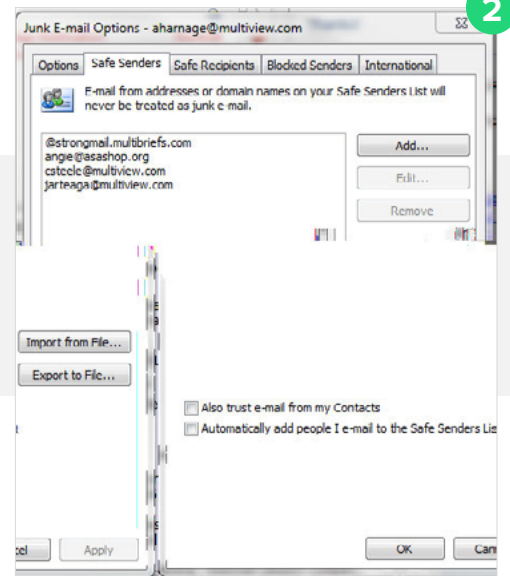 2
Junk E-mail Options - aharnage@multiview.com
Options Safe Senders Safe Recipients Blocked Senders International
E-mail from addresses or domain names on your Safe Senders List will
never be treated as junk e-mail.
@strongmail.multibriefs.com
angie@asashop.org
csteele@multiview.com
jarteaga@multiview.com
Add...
Edit...
Remove
Import from File...
Export to File...
Also trust e-mail from my Contacts
Automatically add people I e-mail to the Safe Senders Lis
cel Apply
OK Can